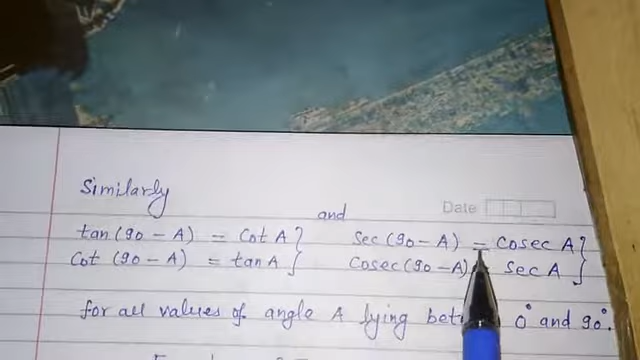 Similarly
Date
and
tan(90 - A) = Cot A } sec (90 - A) = Cosec A }
Cot (90 - A) = tan A } Cosec (90 - A) sec A }
for all values of angle A lying 0° and 90°.